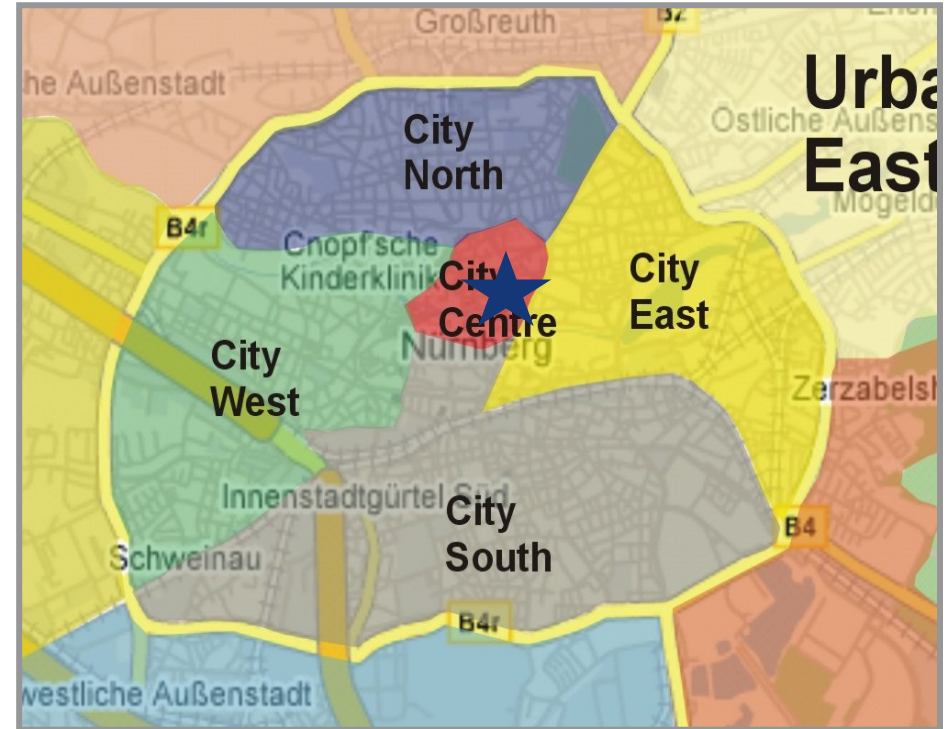 Großreuth
B2
he Außenstadt
Urba
East
Östliche Außens
Mögeld
City
North
B4r
Cnopf'sche
Kinderklinik
City
Centre
Nürnberg
City
East
City
West
Zerzabelsh
Innenstadtgürtel Süd
City
South
B4
Schweinau
B4r
westliche Außenstadt